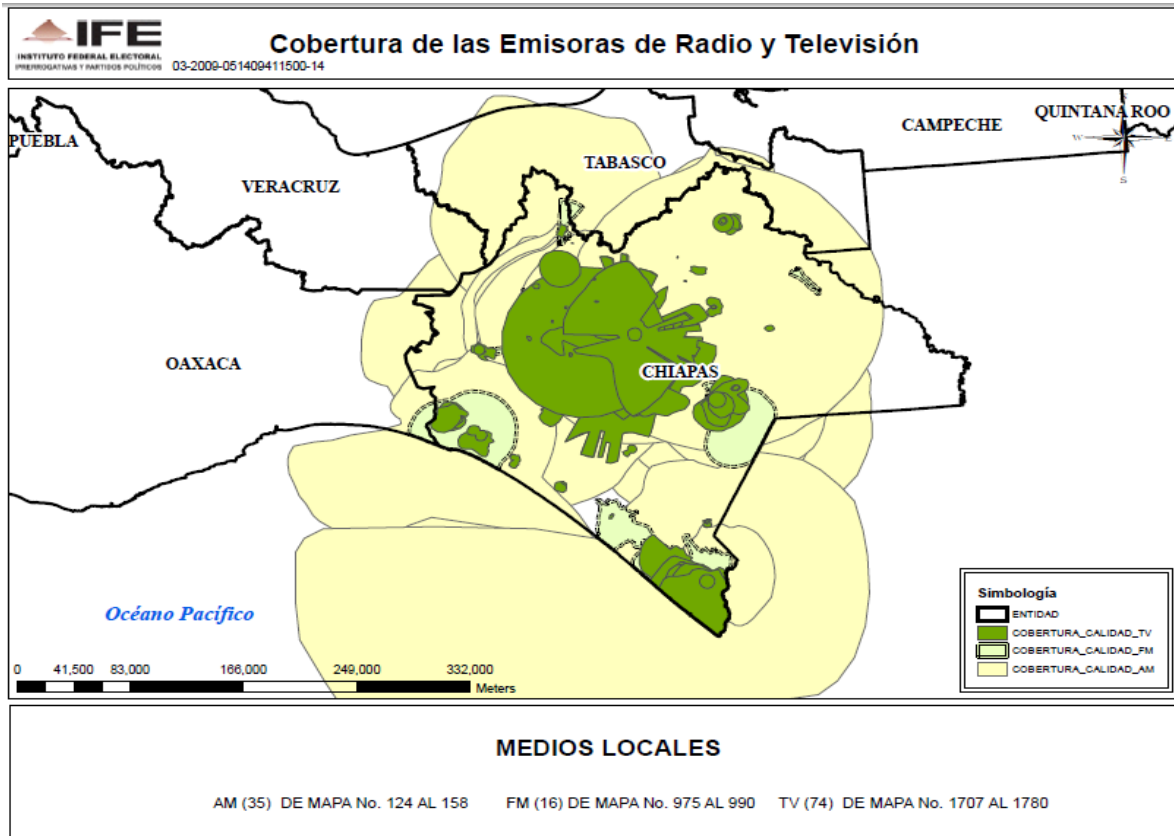 IFE
INSTITUTO FEDERAL ELECTORAL
PRERROGATIVAS Y PARTIDOS POLÍTICOS
03-2009-051409411500-14
Cobertura de las Emisoras de Radio y Televisión
PUEBLA
VERACRUZ
TABASCO
CAMPECHE
QUINTANA ROO
W
E
S
OAXACA
CHIAPAS
Océano Pacífico
0 41,500 83,000 166,000 249,000 332,000
Meters
Simbología
ENTIDAD
COBERTURA_CALIDAD_TV
COBERTURA_CALIDAD_FM
COBERTURA_CALIDAD_AM
MEDIOS LOCALES
AM (35) DE MAPA No. 124 AL 158 FM (16) DE MAPA No. 975 AL 990 TV (74) DE MAPA No. 1707 AL 1780